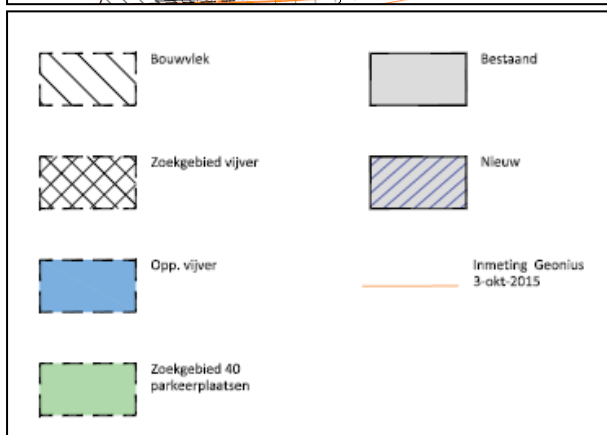 Bouwvlek
Zoekgebied vijver
Opp. vijver
Zoekgebied 40
parkeerplaatsen
Bestaand
Nieuw
Inmeting Geonius
3-okt-2015